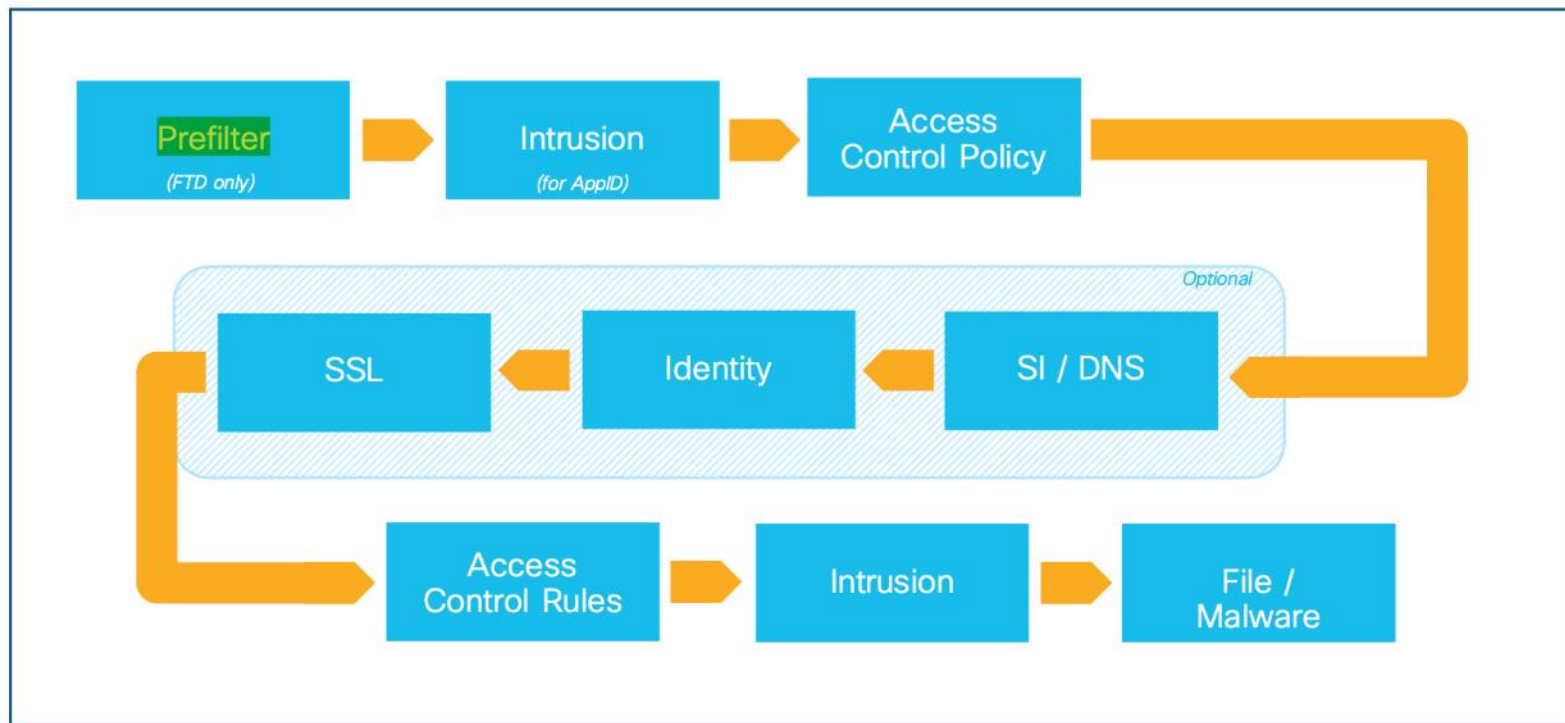 Prefilter
(FTD only)
Intrusion
(for AppID)
Access
Control Policy
Optional
SSL
Identity
SI / DNS
Access
Control Rules
Intrusion
File /
Malware